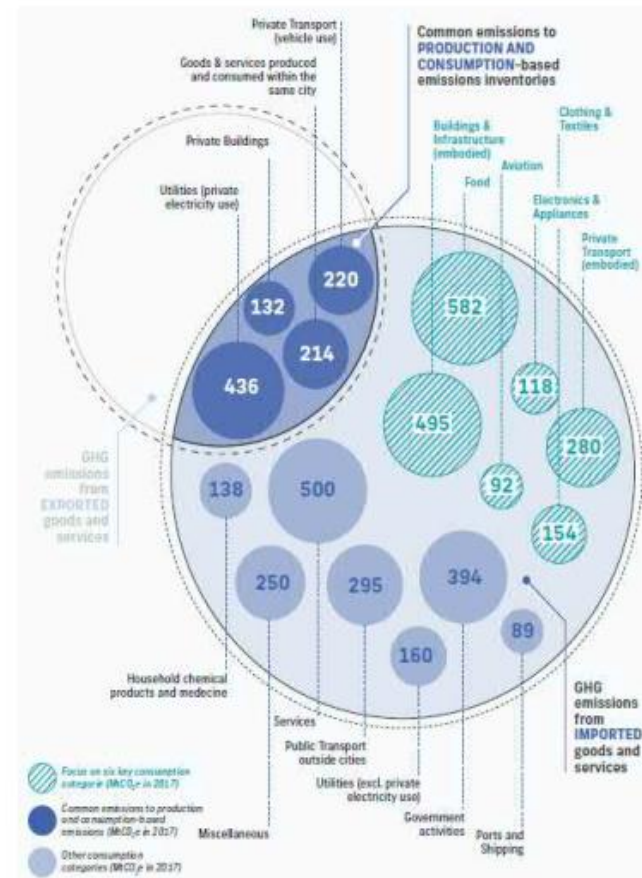 Private Transport
(vehicle use)
Goods & services produced
and consumed within the
same city
Private Buildings
Utilities (private
electricity use)
Common emissions to
PRODUCTION AND
CONSUMPTION-based
emissions inventories
Buildings &
Infrastructure
(embodied)
Food
Aviation
Clothing &
Textiles
Electronics &
Appliances
Private
Transport
(embodied)
220
132
214
436
582
118
495
280
92
154
138
500
250
295
394
160
89
GHG
emissions
from
EXPORTED
goods and
services
Household chemical
products and medecine
Services
Public Transport
outside cities
Utilities (excl. private
electricity use)
Miscellaneous
Government
activities
Ports and
Shipping
GHG
emissions
from
IMPORTED
goods and
services
Focus on six key consumption
categorie (MtCO₂e in 2017)
Common emissions to production
and consumption-based
emissions (MtCO₂e in 2017)
Other consumption
categories (MtCO₂e in 2017)